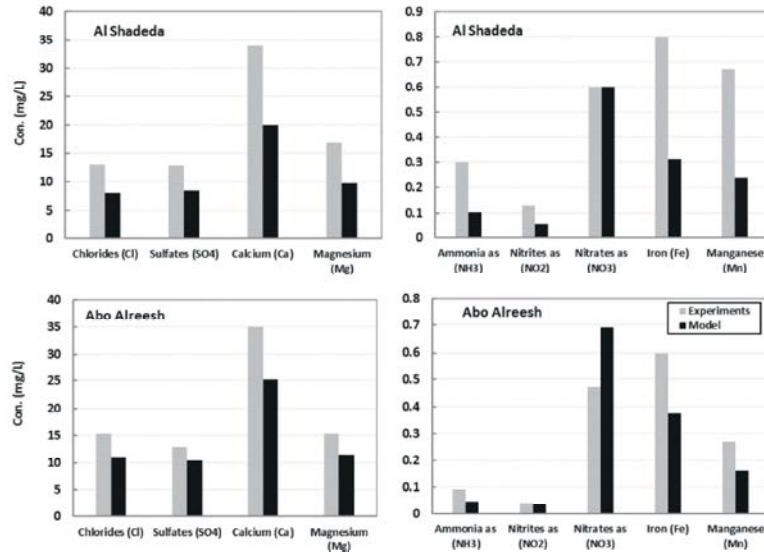 Al Shadeda
Con. (mg/L)
40
35
30
25
20
15
10
5
0
Chlorides (Cl) Sulfates (SO4) Calcium (Ca) Magnesium
(Mg)
Al Shadeda
0.9
0.8
0.7
0.6
0.5
0.4
0.3
0.2
0.1
0
Ammonia as Nitrites as Nitrates as Iron (Fe) Manganese
(NH3) (NO2) (NO3) (Mn)
Abo Alreesh
Con. (mg/L)
40
35
30
25
20
15
10
5
0
Chlorides (Cl) Sulfates (SO4) Calcium (Ca) Magnesium
(Mg)
Abo Alreesh
Experiments
Model
0.8
0.7
0.6
0.5
0.4
0.3
0.2
0.1
0
Ammonia as Nitrites as Nitrates as Iron (Fe) Manganese
(NH3) (NO2) (NO3) (Mn)